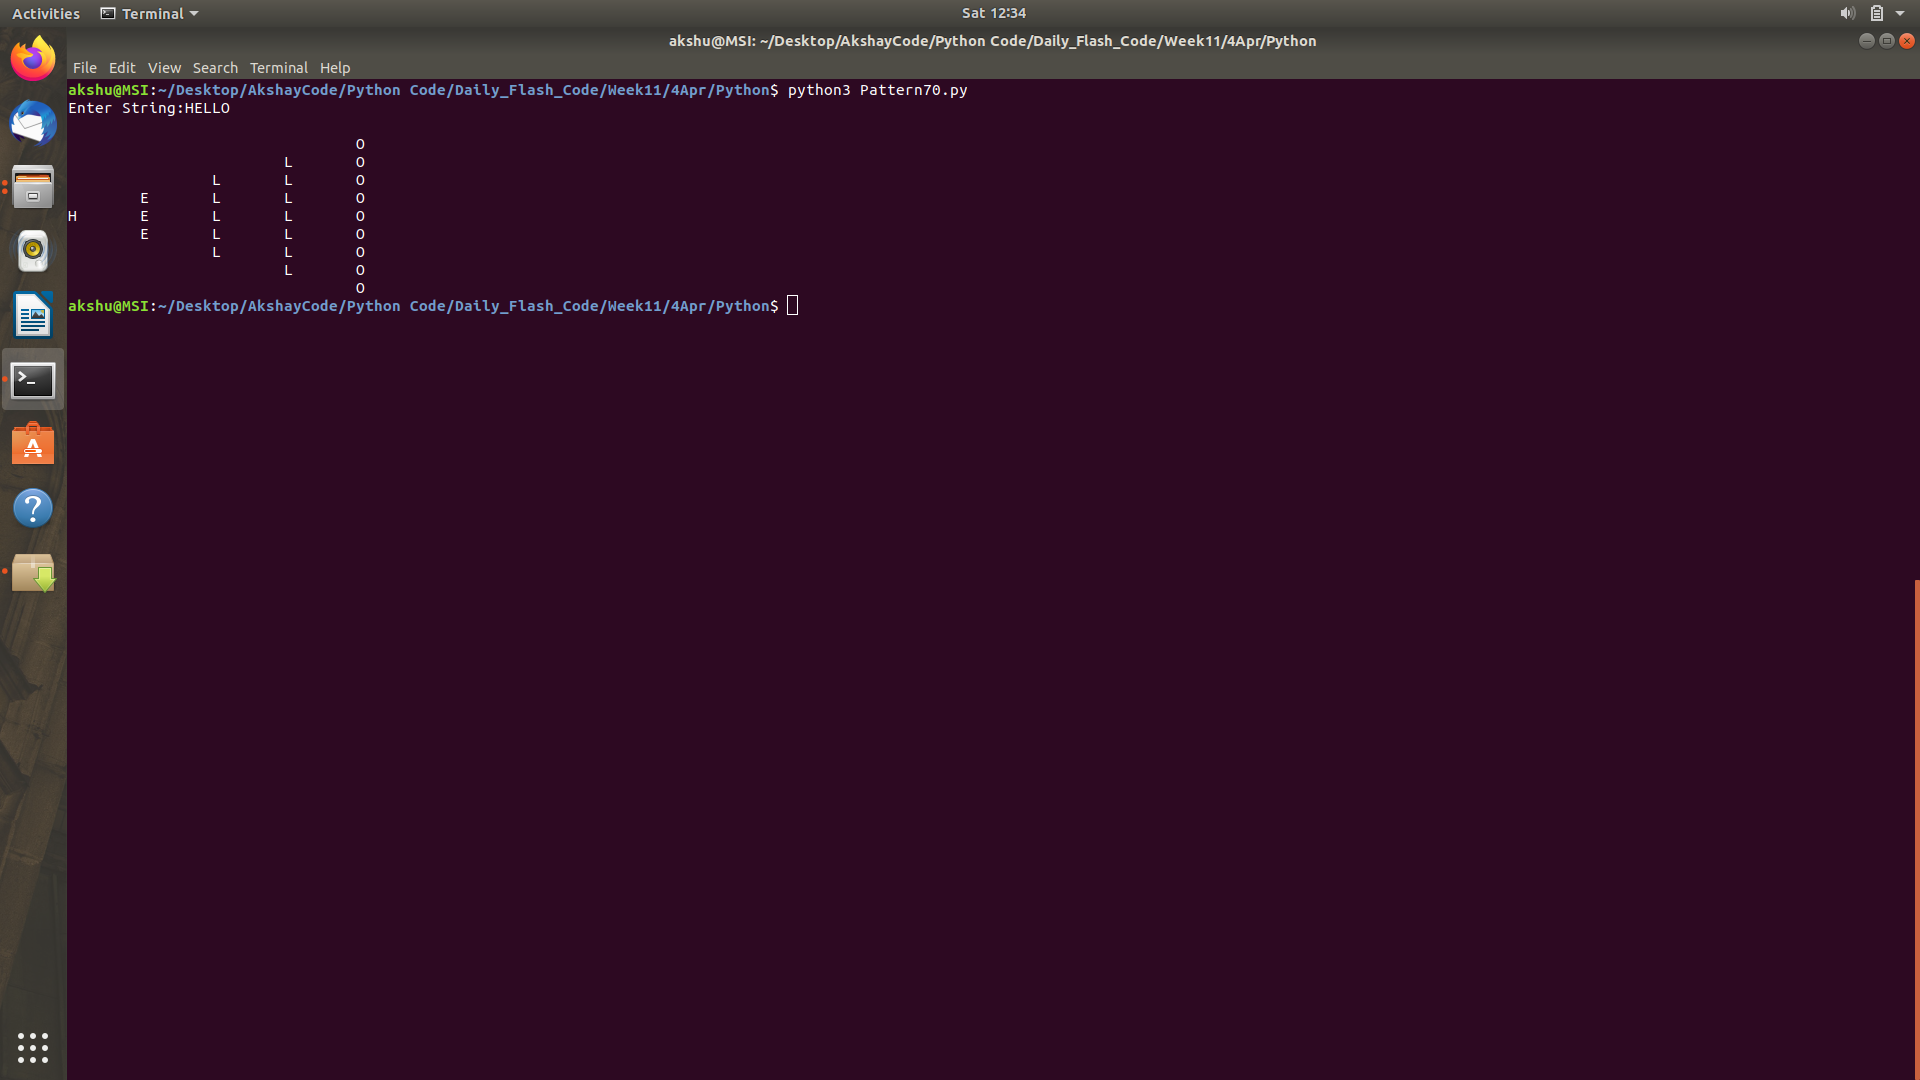 Activities Terminal Sat 12:34
akshu@MSI: ~/Desktop/AkshayCode/Python Code/Daily_Flash_Code/Week11/4Apr/Python
File Edit View Search Terminal Help
akshu@MSI:~/Desktop/AkshayCode/Python Code/Daily_Flash_Code/Week11/4Apr/Python$ python3 Pattern70.py
Enter String:HELLO
O
L O
L L O
E L L O
H E L L O
E L L O
L L O
L O
O
akshu@MSI:~/Desktop/AkshayCode/Python Code/Daily_Flash_Code/Week11/4Apr/Python$